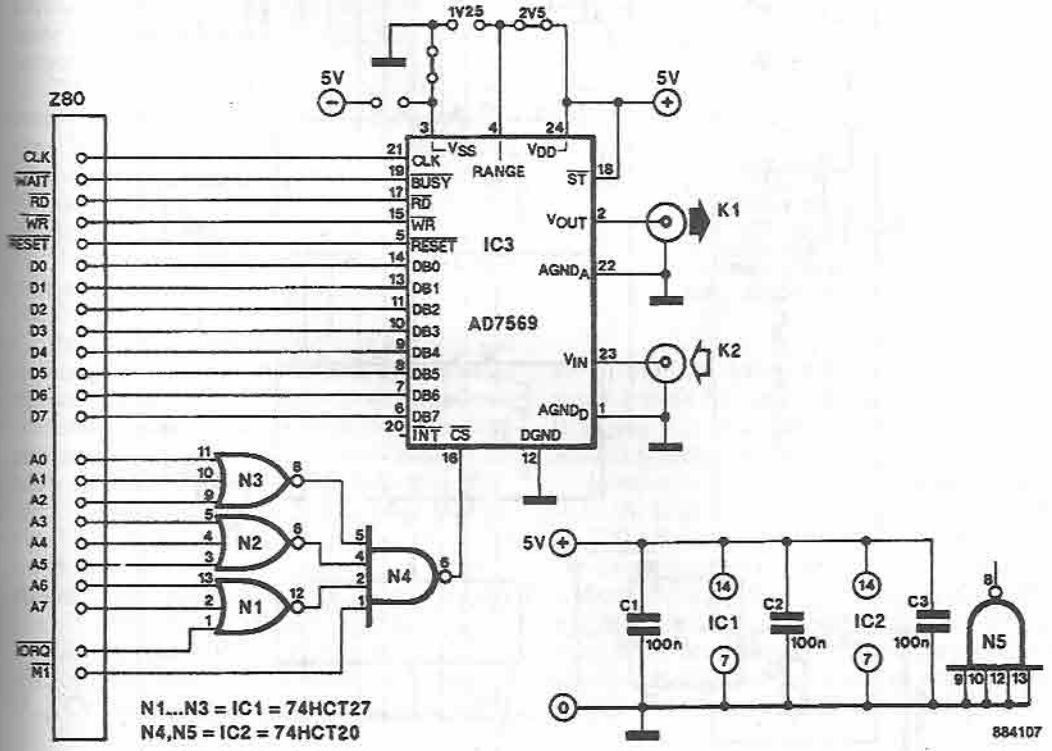 1V25 2V5
5V
5V
Z80
3 4 24
CLK 21 CLK VSS RANGE VDD
WAIT 19 BUSY ST 18
RD 17 RD
WR 15 WR VOUT 2 K1
RESET 5 RESET IC3
D0 14 DB0 AGNDA 22
D1 13 DB1
D2 11 DB2
D3 10 DB3 AD7569
D4 9 DB4 VIN 23 K2
D5 8 DB5
D6 7 DB6
D7 6 DB7 AGNDD 1
20 INT CS DGND
16 12
A0 11
A1 10 N3 8
A2 9
A3 5
A4 4 N2 6
A5 3
A6 13
A7 2 N1 12
IORQ 1
M1
5
4
2 N4 6
1
5V +
C1 100n
14 IC1 7
C2 100n
14 IC2 7
C3 100n
8
N5
9 10 12 13
0
N1...N3 = IC1 = 74HCT27
N4,N5 = IC2 = 74HCT20
884107